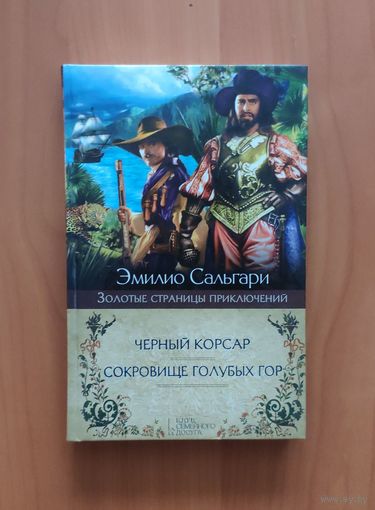 Эмилио Сальгари
Золотые страницы приключений
ЧЕРНЫЙ КОРСАР
СОКРОВИЩЕ ГОЛУБЫХ ГОР
КЛУБ
СЕМЕЙНОГО
ДОСУГА